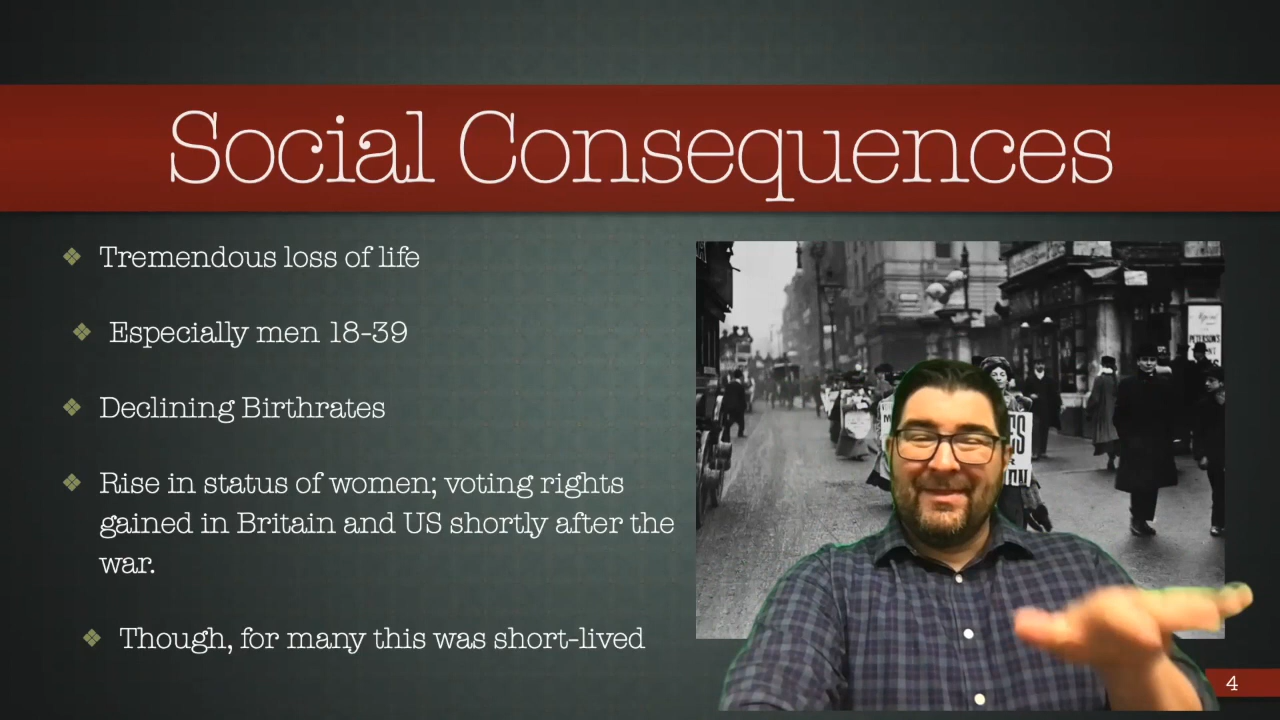 Social Consequences
Tremendous loss of life
Especially men 18-39
Declining Birthrates
Rise in status of women; voting rights
gained in Britain and US shortly after the
war.
Though, for many this was short-lived
4